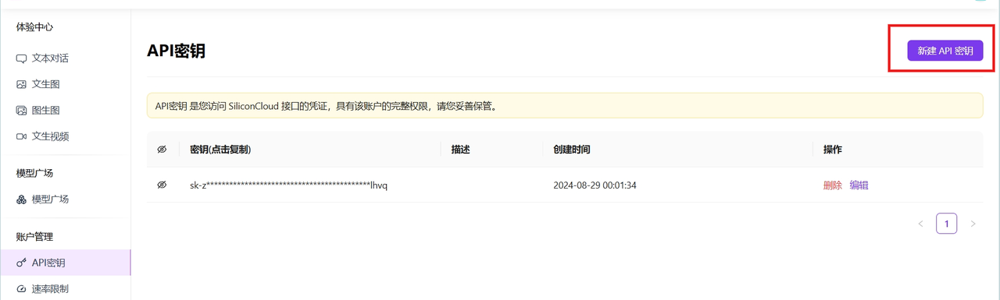 体验中心
文本对话
文生图
图生图
文生视频
模型广场
模型广场
账户管理
API密钥
速率限制
API密钥
新建 API 密钥
API密钥 是您访问 SiliconCloud 接口的凭证，具有该账户的完整权限，请您妥善保管。
密钥(点击复制) 描述 创建时间 操作
sk-z*******************************************lhvq 2024-08-29 00:01:34 删除 编辑
1